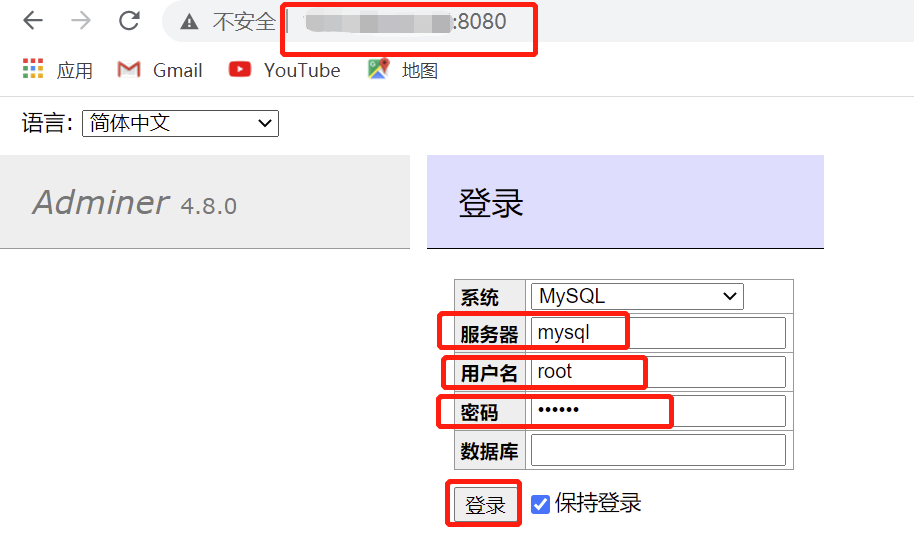 不安全 :8080
应用 Gmail YouTube 地图
语言: 简体中文
Adminer 4.8.0
登录
系统 MySQL
服务器 mysql
用户名 root
密码 ••••••
数据库
登录 保持登录